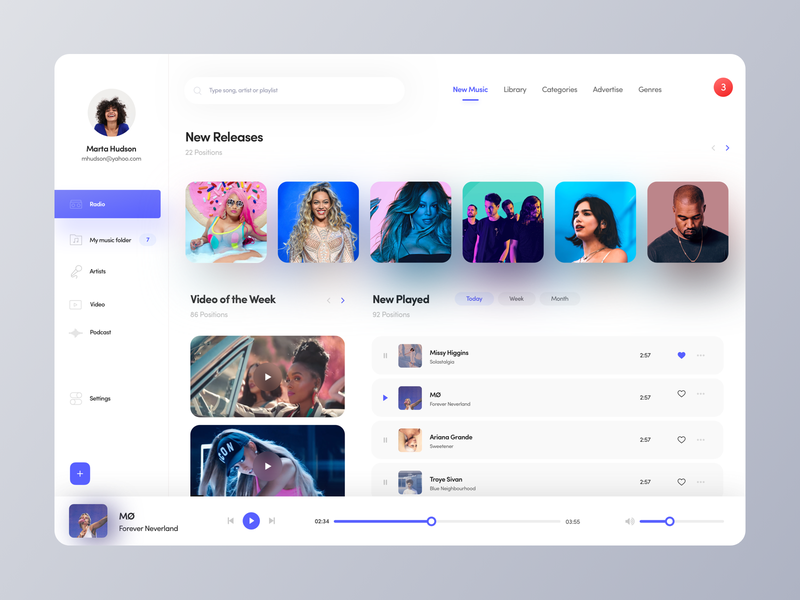 Type song, artist or playlist
New Music
Library
Categories
Advertise
Genres
3
Marta Hudson
mhudson@yahoo.com
Radio
My music folder
7
Artists
Video
Podcast
Settings
+
New Releases
22 Positions
Video of the Week
86 Positions
ICON
New Played
92 Positions
Today
Week
Month
Missy Higgins
Solastalgia
2:57
MØ
Forever Neverland
2:57
Ariana Grande
Sweetener
2:57
Troye Sivan
Blue Neighbourhood
2:57
MØ
Forever Neverland
02:34
03:55